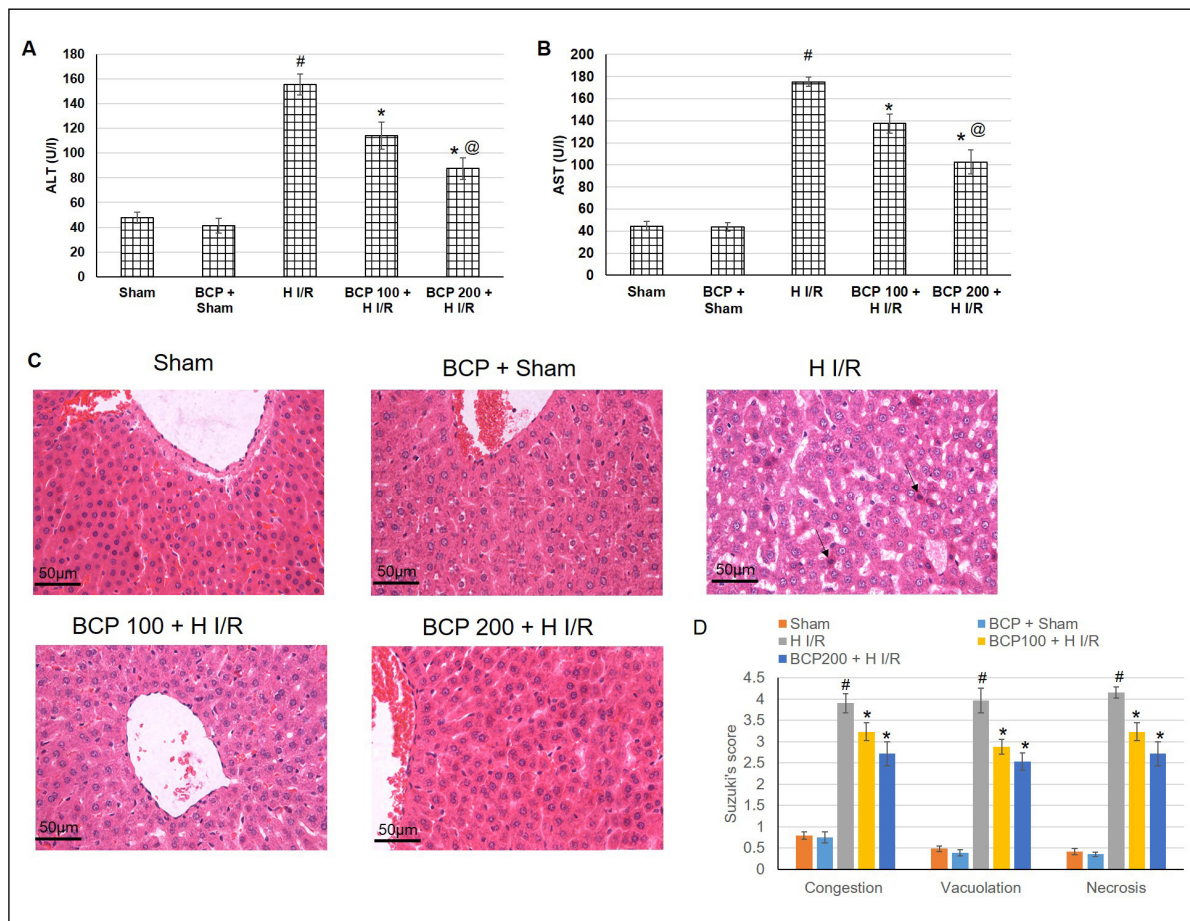 A
180
160
140
120
100
80
60
40
20
0
ALT (U/l)
#
*
* @
Sham
BCP +
Sham
H I/R
BCP 100 +
H I/R
BCP 200 +
H I/R
B
200
180
160
140
120
100
80
60
40
20
0
AST (U/l)
#
*
* @
Sham
BCP +
Sham
H I/R
BCP 100 +
H I/R
BCP 200 +
H I/R
C
Sham
50µm
BCP + Sham
50µm
H I/R
50µm
BCP 100 + H I/R
50µm
BCP 200 + H I/R
50µm
D
Sham
BCP + Sham
H I/R
BCP100 + H I/R
BCP200 + H I/R
4.5
4
3.5
3
2.5
2
1.5
1
0.5
0
Suzuki's score
# * *
# * *
# * *
Congestion
Vacuolation
Necrosis